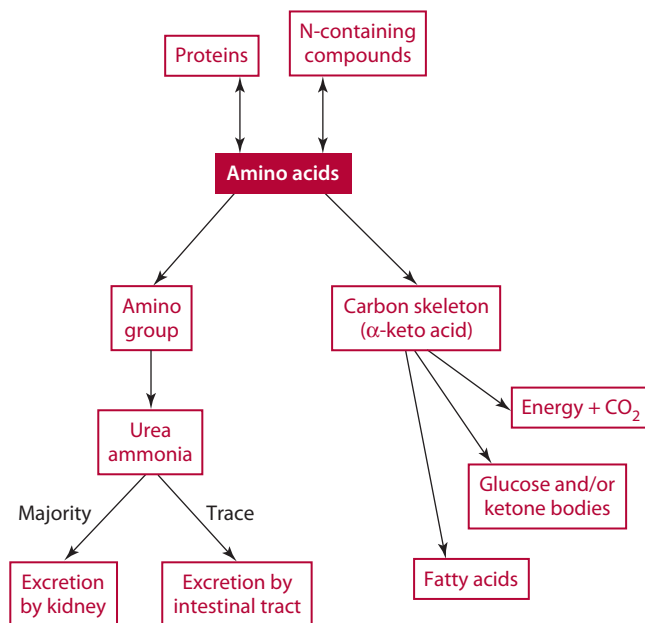 Proteins
N-containing
compounds
Amino acids
Amino
group
Carbon skeleton
(α-keto acid)
Energy + CO₂
Urea
ammonia
Glucose and/or
ketone bodies
Majority
Trace
Excretion
by kidney
Excretion by
intestinal tract
Fatty acids